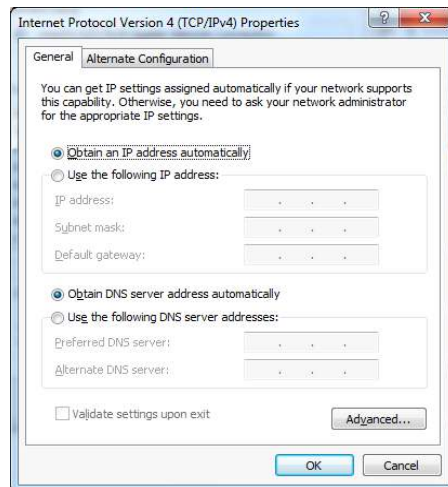 Internet Protocol Version 4 (TCP/IPv4) Properties
General
Alternate Configuration
You can get IP settings assigned automatically if your network supports
this capability. Otherwise, you need to ask your network administrator
for the appropriate IP settings.
Obtain an IP address automatically
Use the following IP address:
IP address:
Subnet mask:
Default gateway:
Obtain DNS server address automatically
Use the following DNS server addresses:
Preferred DNS server:
Alternate DNS server:
Validate settings upon exit
Advanced...
OK
Cancel